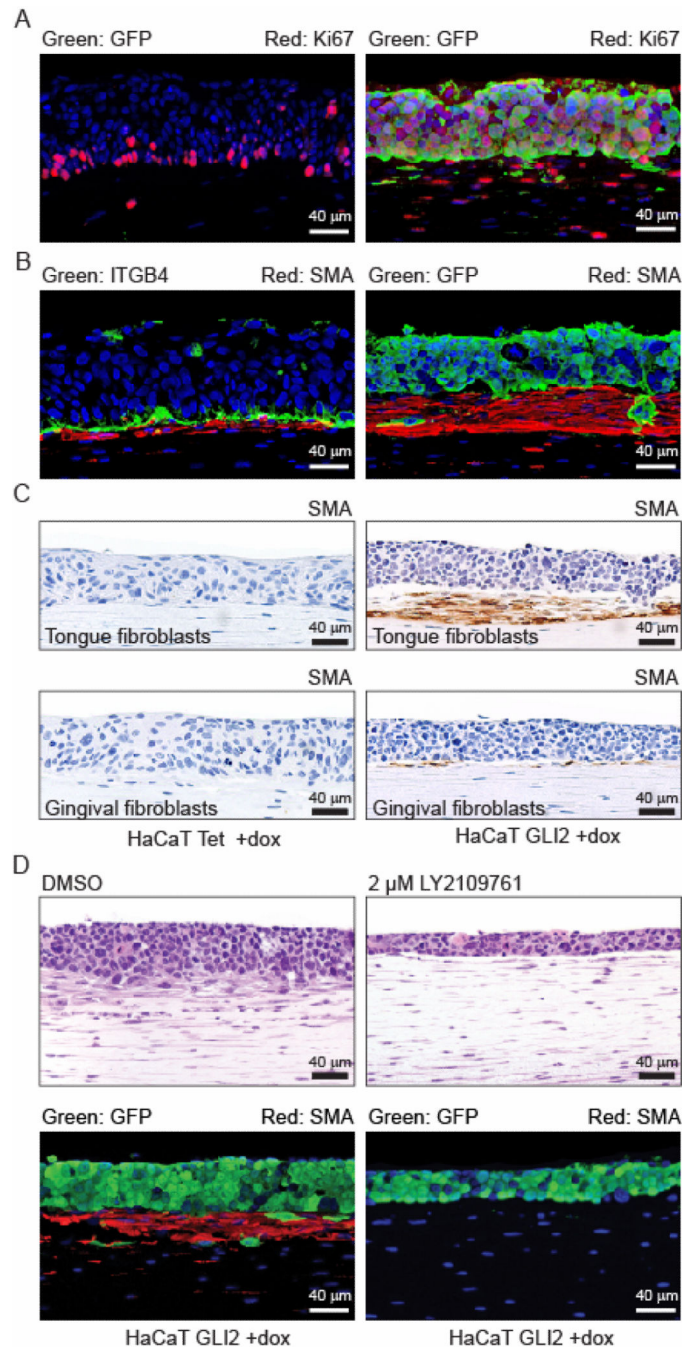 A
Green: GFP Red: Ki67 Green: GFP Red: Ki67
40 μm 40 μm
B
Green: ITGB4 Red: SMA Green: GFP Red: SMA
40 μm 40 μm
C
SMA SMA
Tongue fibroblasts 40 μm Tongue fibroblasts 40 μm
SMA SMA
Gingival fibroblasts 40 μm Gingival fibroblasts 40 μm
HaCaT Tet +dox HaCaT GLI2 +dox
D
DMSO 2 μM LY2109761
40 μm 40 μm
Green: GFP Red: SMA Green: GFP Red: SMA
40 μm 40 μm
HaCaT GLI2 +dox HaCaT GLI2 +dox